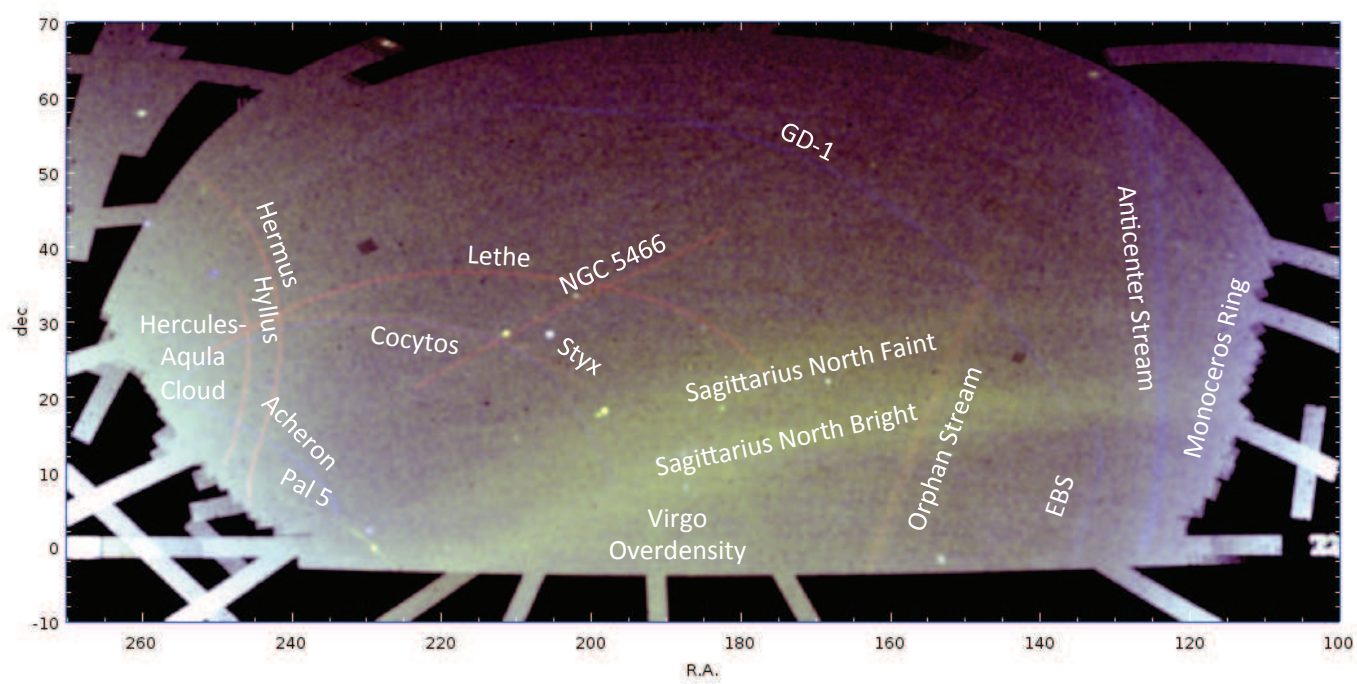 70
60
50
40
30
20
10
0
-10
dec
GD-1
Hermus
Hyllus
Lethe
NGC 5466
Anticenter Stream
Monoceros Ring
Hercules-
Aqula
Cloud
Cocytos
Styx
Sagittarius North Faint
Sagittarius North Bright
Acheron
Pal 5
Orphan Stream
EBS
Virgo
Overdensity
260
240
220
200
180
160
140
120
100
R.A.